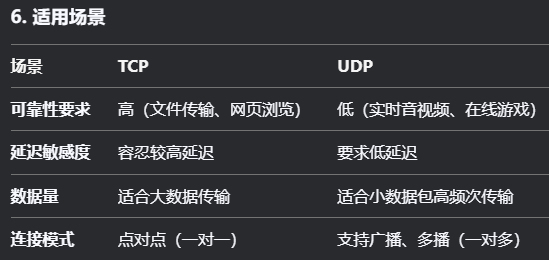 6. 适用场景
场景 TCP UDP
可靠性要求 高（文件传输、网页浏览） 低（实时音视频、在线游戏）
延迟敏感度 容忍较高延迟 要求低延迟
数据量 适合大数据传输 适合小数据包高频次传输
连接模式 点对点（一对一） 支持广播、多播（一对多）